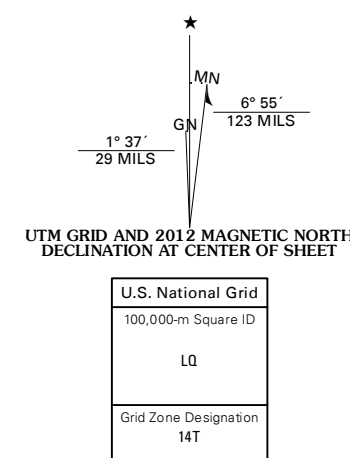 ★
MN
GN
6° 55´
123 MILS
1° 37´
29 MILS
UTM GRID AND 2012 MAGNETIC NORTH
DECLINATION AT CENTER OF SHEET
U.S. National Grid
100,000-m Square ID
LQ
Grid Zone Designation
14T